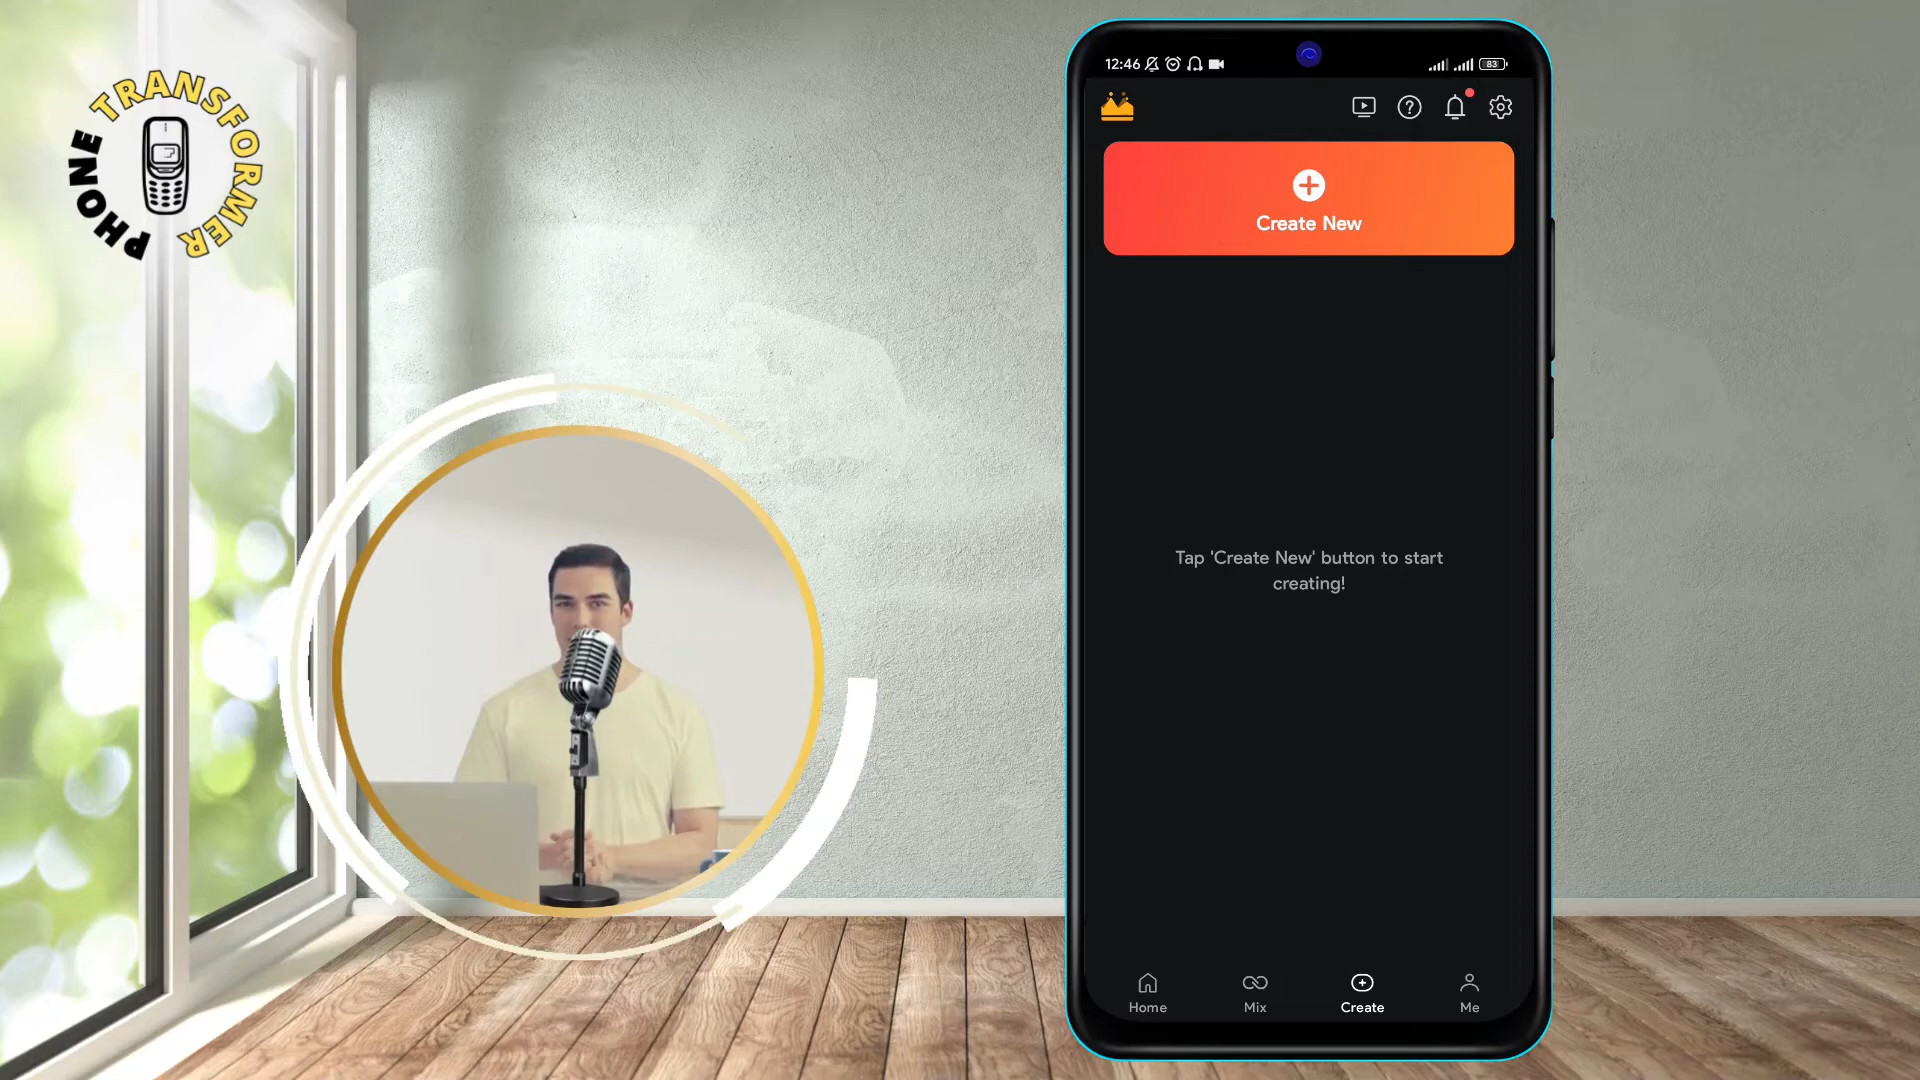 PHONE TRANSFORMER
12:46
83
Create New
Tap 'Create New' button to start
creating!
Home
Mix
Create
Me